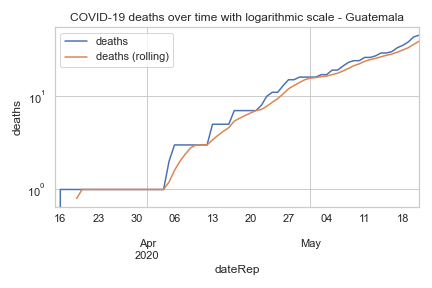 COVID-19 deaths over time with logarithmic scale - Guatemala
deaths
deaths (rolling)
deaths
10¹
10⁰
16 23 30 06 13 20 27 04 11 18
Apr May
2020
dateRep